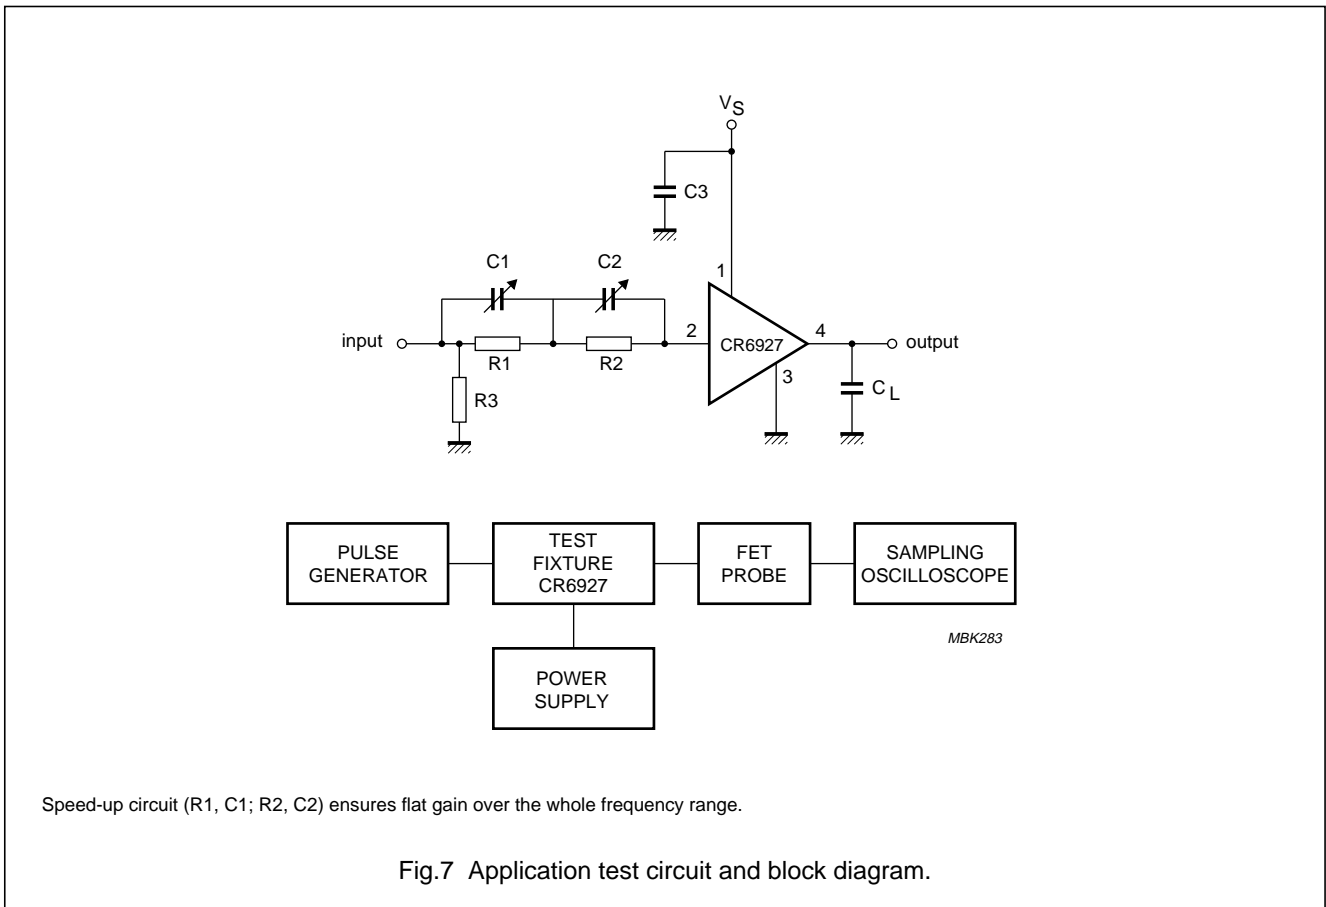 VS
C3
C1
C2
1
input
2
CR6927
4
output
R1
R2
3
R3
CL
PULSE
GENERATOR
TEST
FIXTURE
CR6927
FET
PROBE
SAMPLING
OSCILLOSCOPE
MBK283
POWER
SUPPLY
Speed-up circuit (R1, C1; R2, C2) ensures flat gain over the whole frequency range.
Fig.7 Application test circuit and block diagram.